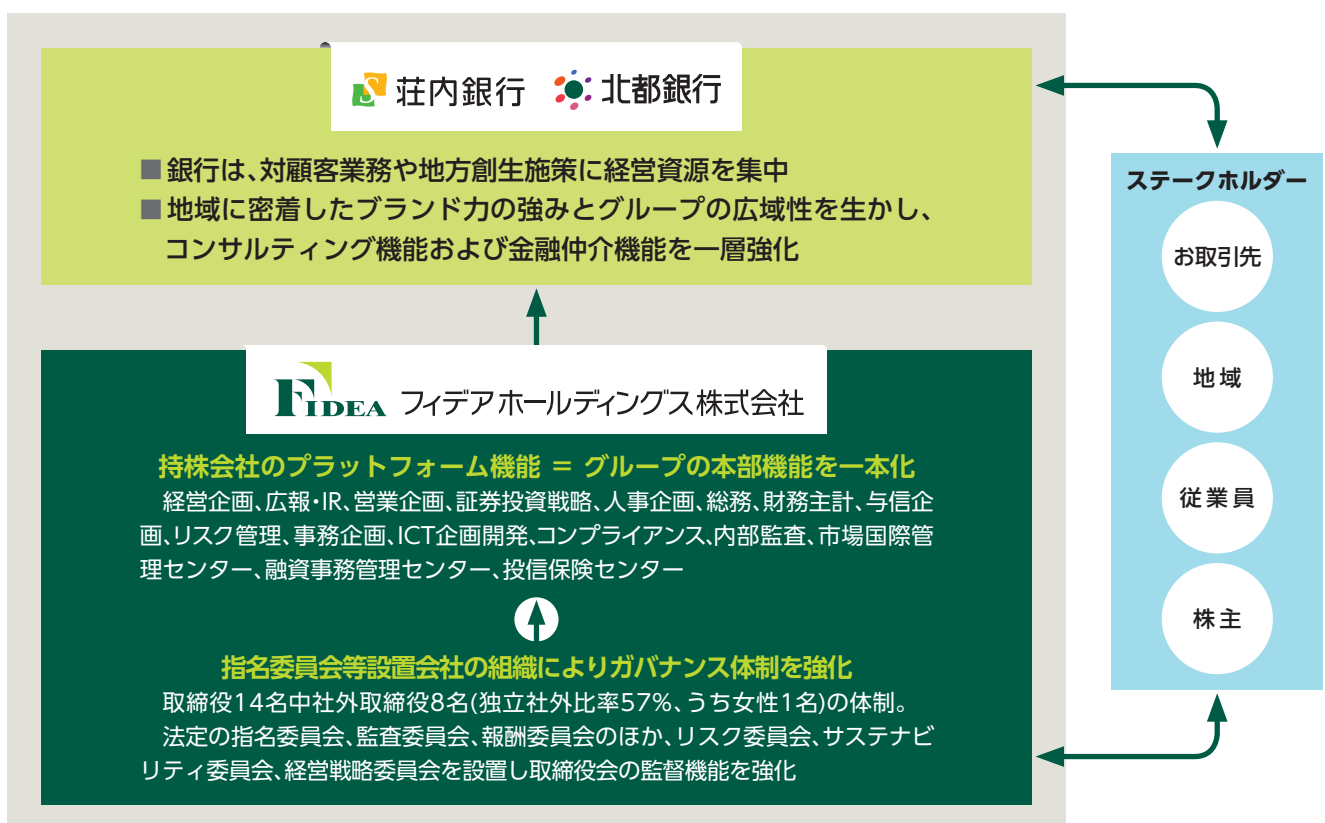 荘内銀行 北都銀行
■銀行は、対顧客業務や地方創生施策に経営資源を集中
■地域に密着したブランド力の強みとグループの広域性を生かし、
コンサルティング機能および金融仲介機能を一層強化
FIDEA フィデアホールディングス株式会社
持株会社のプラットフォーム機能 = グループの本部機能を一本化
経営企画、広報・IR、営業企画、証券投資戦略、人事企画、総務、財務主計、与信企
画、リスク管理、事務企画、ICT企画開発、コンプライアンス、内部監査、市場国際管
理センター、融資事務管理センター、投信保険センター
指名委員会等設置会社の組織によりガバナンス体制を強化
取締役14名中社外取締役8名(独立社外比率57%、うち女性1名)の体制。
法定の指名委員会、監査委員会、報酬委員会のほか、リスク委員会、サステナビ
リティ委員会、経営戦略委員会を設置し取締役会の監督機能を強化
ステークホルダー
お取引先
地域
従業員
株主